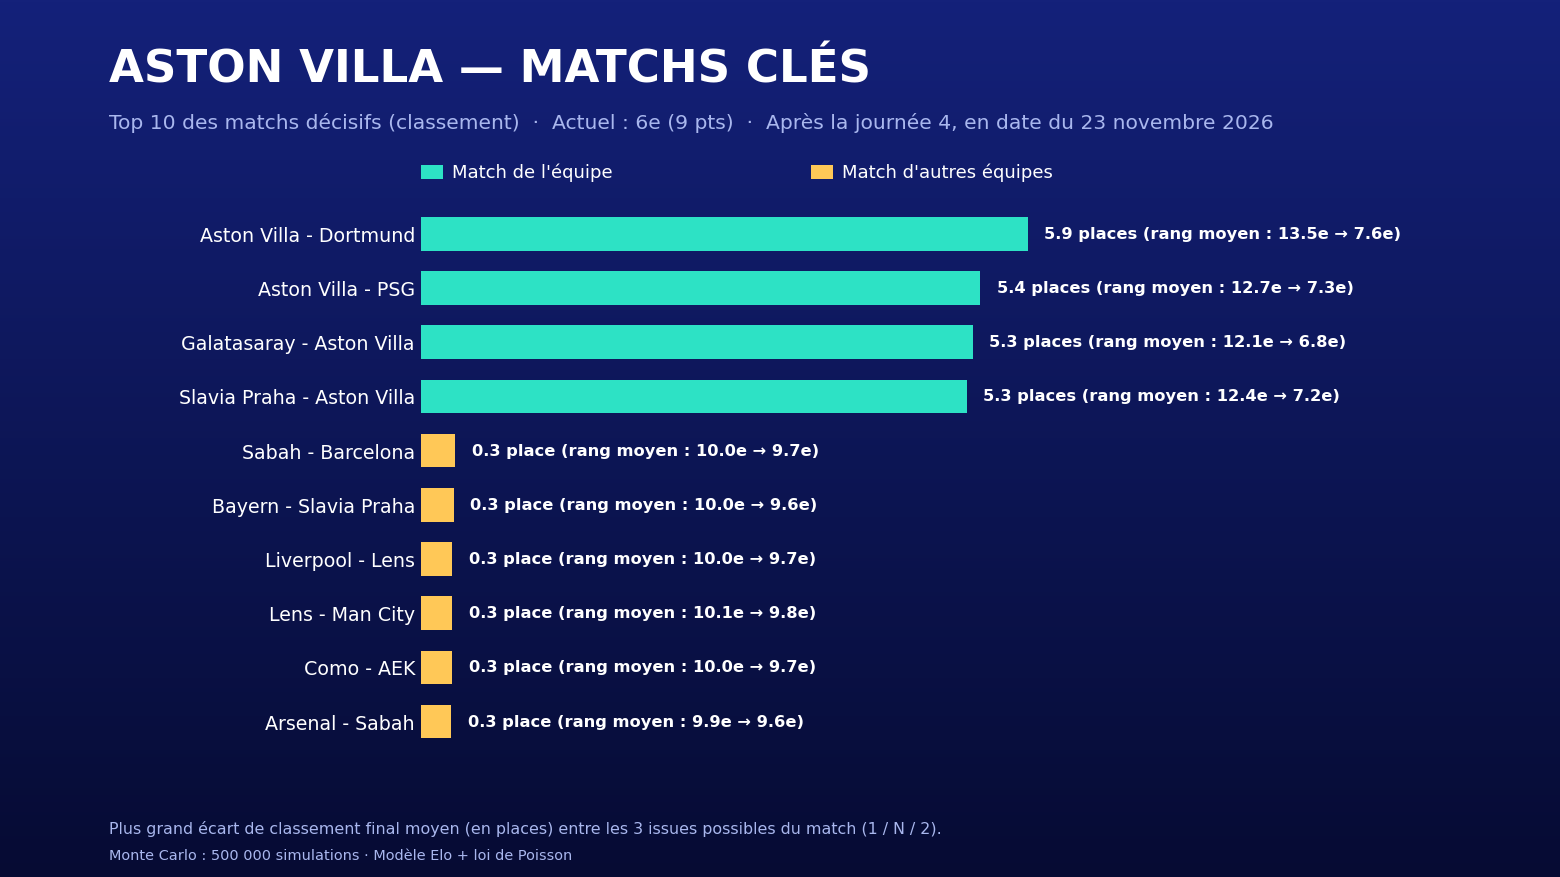 ASTON VILLA — MATCHS CLÉS
Top 10 des matchs décisifs (classement) · Actuel : 6e (9 pts) · Après la journée 4, en date du 23 novembre 2026
Match de l'équipe
Match d'autres équipes
Aston Villa - Dortmund 5.9 places (rang moyen : 13.5e → 7.6e)
Aston Villa - PSG 5.4 places (rang moyen : 12.7e → 7.3e)
Galatasaray - Aston Villa 5.3 places (rang moyen : 12.1e → 6.8e)
Slavia Praha - Aston Villa 5.3 places (rang moyen : 12.4e → 7.2e)
Sabah - Barcelona 0.3 place (rang moyen : 10.0e → 9.7e)
Bayern - Slavia Praha 0.3 place (rang moyen : 10.0e → 9.6e)
Liverpool - Lens 0.3 place (rang moyen : 10.0e → 9.7e)
Lens - Man City 0.3 place (rang moyen : 10.1e → 9.8e)
Como - AEK 0.3 place (rang moyen : 10.0e → 9.7e)
Arsenal - Sabah 0.3 place (rang moyen : 9.9e → 9.6e)
Plus grand écart de classement final moyen (en places) entre les 3 issues possibles du match (1 / N / 2).
Monte Carlo : 500 000 simulations · Modèle Elo + loi de Poisson